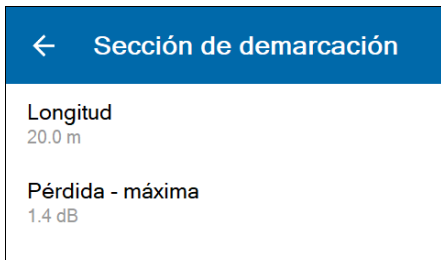 Sección de demarcación
Longitud
20.0 m
Pérdida - máxima
1.4 dB